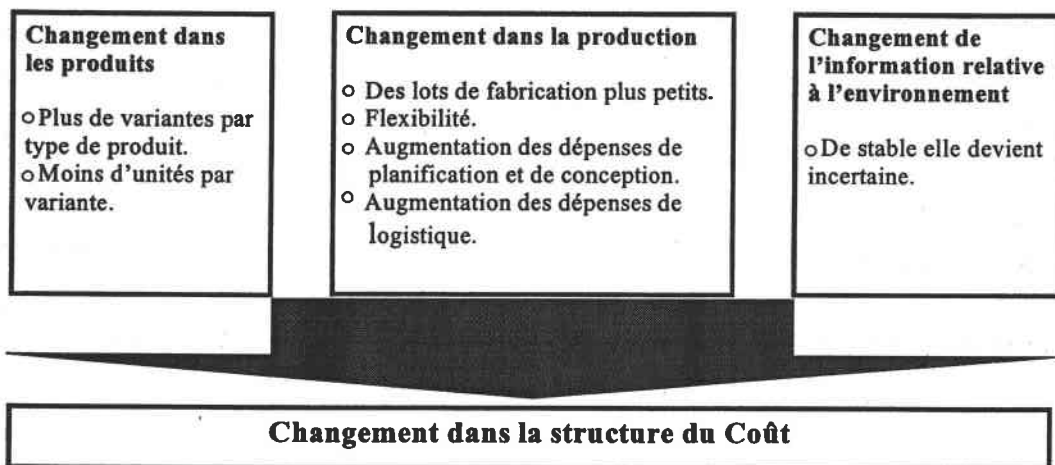 Changement dans
les produits
o Plus de variantes par
type de produit.
o Moins d'unités par
variante.
Changement dans la production
o Des lots de fabrication plus petits.
o Flexibilité.
o Augmentation des dépenses de
planification et de conception.
o Augmentation des dépenses de
logistique.
Changement de
l'information relative
à l'environnement
o De stable elle devient
incertaine.
Changement dans la structure du Coût